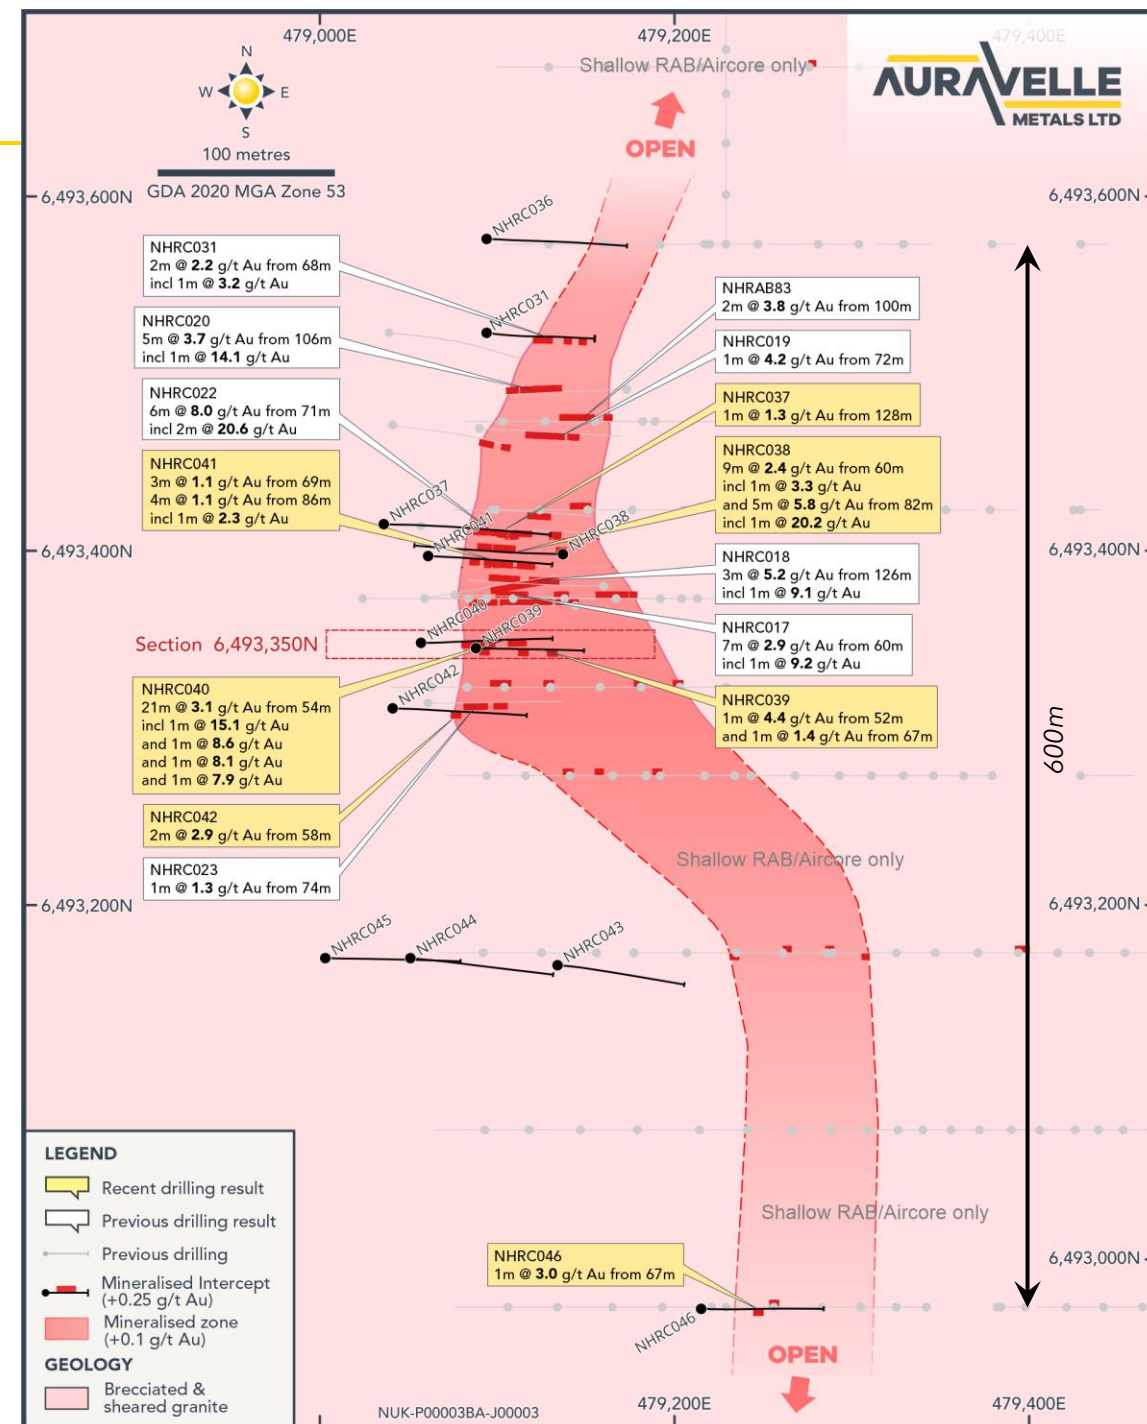 479,000E
479,200E
479,400E
Shallow RAB/Aircore only
AURAVELLE
METALS LTD
N
W
E
S
100 metres
GDA 2020 MGA Zone 53
OPEN
6,493,600N
6,493,600N
NHRC036
NHRC031
2m @ 2.2 g/t Au from 68m
incl 1m @ 3.2 g/t Au
NHRC031
NHRAB83
2m @ 3.8 g/t Au from 100m
NHRC020
5m @ 3.7 g/t Au from 106m
incl 1m @ 14.1 g/t Au
NHRC019
1m @ 4.2 g/t Au from 72m
NHRC022
6m @ 8.0 g/t Au from 71m
incl 2m @ 20.6 g/t Au
NHRC037
1m @ 1.3 g/t Au from 128m
NHRC041
3m @ 1.1 g/t Au from 69m
4m @ 1.1 g/t Au from 86m
incl 1m @ 2.3 g/t Au
NHRC038
9m @ 2.4 g/t Au from 60m
incl 1m @ 3.3 g/t Au
and 5m @ 5.8 g/t Au from 82m
incl 1m @ 20.2 g/t Au
NHRC037
NHRC041
NHRC038
6,493,400N
6,493,400N
NHRC018
3m @ 5.2 g/t Au from 126m
incl 1m @ 9.1 g/t Au
NHRC040
NHRC039
Section 6,493,350N
NHRC017
7m @ 2.9 g/t Au from 60m
incl 1m @ 9.2 g/t Au
NHRC042
NHRC040
21m @ 3.1 g/t Au from 54m
incl 1m @ 15.1 g/t Au
and 1m @ 8.6 g/t Au
and 1m @ 8.1 g/t Au
and 1m @ 7.9 g/t Au
NHRC039
1m @ 4.4 g/t Au from 52m
and 1m @ 1.4 g/t Au from 67m
600m
NHRC042
2m @ 2.9 g/t Au from 58m
NHRC023
1m @ 1.3 g/t Au from 74m
Shallow RAB/Aircore only
6,493,200N
6,493,200N
NHRC045
NHRC044
NHRC043
LEGEND
Recent drilling result
Previous drilling result
Previous drilling
Mineralised Intercept
(+0.25 g/t Au)
Mineralised zone
(+0.1 g/t Au)
GEOLOGY
Brecciated &
sheared granite
Shallow RAB/Aircore only
NHRC046
1m @ 3.0 g/t Au from 67m
6,493,000N
NHRC046
OPEN
NUK-P00003BA-J00003
479,200E
479,400E